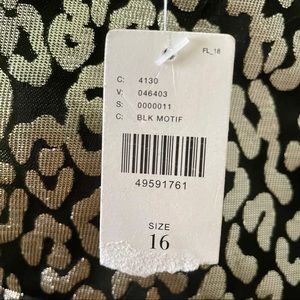 FL_16
C: 4130
V: 046403
S: 0000011
C: BLK MOTIF
49591761
SIZE
16